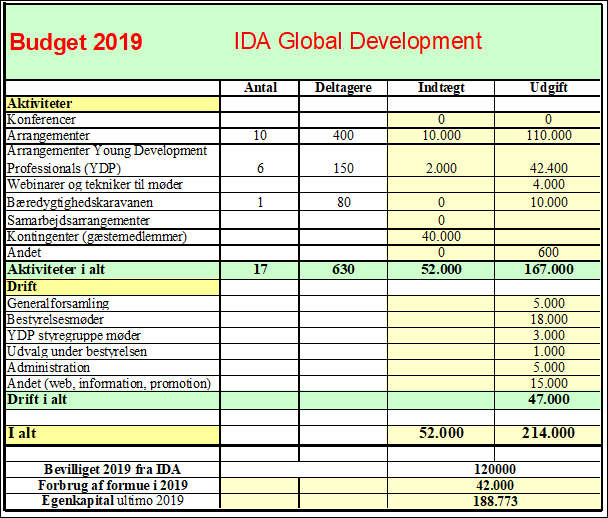 Budget 2019 IDA Global Development
Antal Deltagere Indtægt Udgift
Aktiviteter
Konferencer 0 0
Arrangementer 10 400 10.000 110.000
Arrangementer Young Development
Professionals (YDP) 6 150 2.000 42.400
Webinarer og tekniker til møder 4.000
Bæredygtighedskaravanen 1 80 0 10.000
Samarbejdsarrangementer 0
Kontingenter (gæstemedlemmer) 40.000
Andet 0 600
Aktiviteter i alt 17 630 52.000 167.000
Drift
Generalforsamling 5.000
Bestyrelsesmøder 18.000
YDP styregruppe møder 3.000
Udvalg under bestyrelsen 1.000
Administration 5.000
Andet (web, information, promotion) 15.000
Drift i alt 47.000
I alt 52.000 214.000
Bevilliget 2019 fra IDA 120000
Forbrug af formue i 2019 42.000
Egenkapital ultimo 2019 188.773